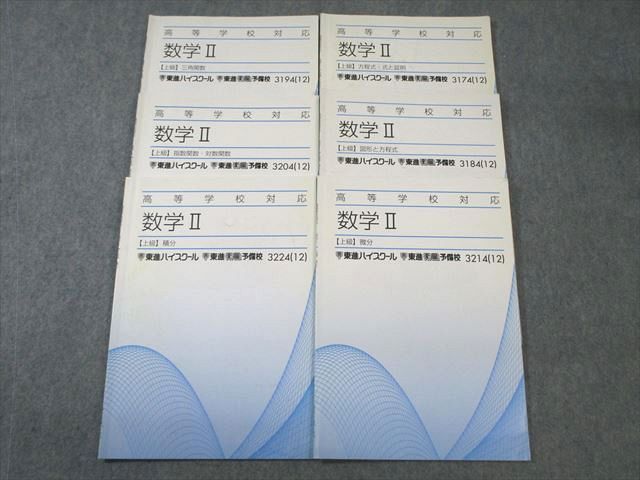 高等学校対応
数学Ⅱ
【上級】三角関数
東進ハイスクール 東進衛星予備校 3194(12)
高等学校対応
数学Ⅱ
【上級】方程式・式と証明
東進ハイスクール 東進衛星予備校 3174(12)
高等学校対応
数学Ⅱ
【上級】指数関数・対数関数
東進ハイスクール 東進衛星予備校 3204(12)
高等学校対応
数学Ⅱ
【上級】図形と方程式
東進ハイスクール 東進衛星予備校 3184(12)
高等学校対応
数学Ⅱ
【上級】積分
東進ハイスクール 東進衛星予備校 3224(12)
高等学校対応
数学Ⅱ
【上級】微分
東進ハイスクール 東進衛星予備校 3214(12)